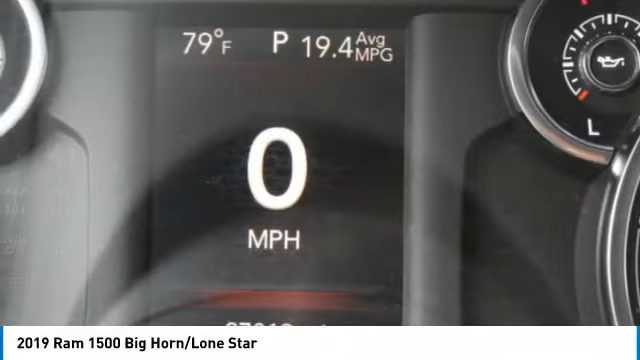 79°F P 19.4 Avg MPG
L
0
MPH
2019 Ram 1500 Big Horn/Lone Star